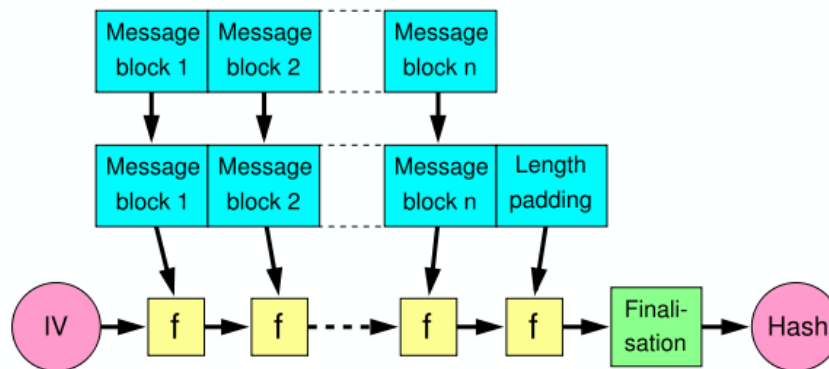 Message Message Message
block 1 block 2 block n
Message Message Message Length
block 1 block 2 block n padding
IV f f f f Finali- Hash
sation